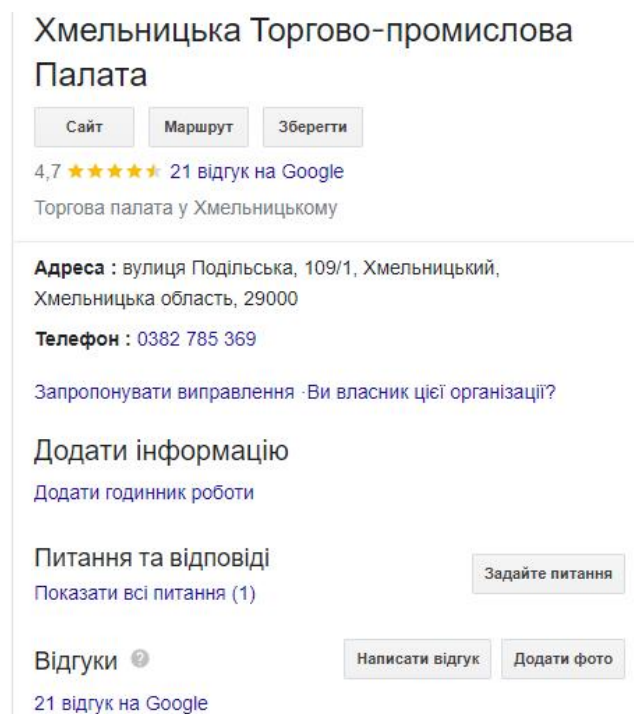 Хмельницька Торгово-промислова
Палата
Сайт Маршрут Зберегти
4,7 21 відгук на Google
Торгова палата у Хмельницькому
Адреса : вулиця Подільська, 109/1, Хмельницький,
Хмельницька область, 29000
Телефон : 0382 785 369
Запропонувати виправлення ·Ви власник цієї організації?
Додати інформацію
Додати годинник роботи
Питання та відповіді
Задайте питання
Показати всі питання (1)
Відгуки ? Написати відгук Додати фото
21 відгук на Google